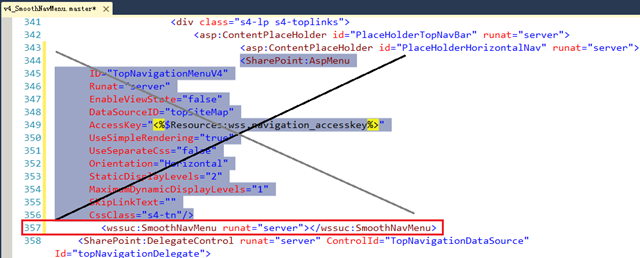 v4_SmoothNavMenu.master*
341 <div class="s4-lp s4-toplinks">
342 <asp:ContentPlaceHolder id="PlaceHolderTopNavBar" runat="server">
343 <asp:ContentPlaceHolder id="PlaceHolderHorizontalNav" runat="server">
344 <SharePoint:AspMenu
345 ID="TopNavigationMenuV4"
346 Runat="server"
347 EnableViewState="false"
348 DataSourceID="topSiteMap"
349 AccessKey="<%$Resources:wss,navigation_accesskey%>"
350 UseSimpleRendering="true"
351 UseSeparateCss="false"
352 Orientation="Horizontal"
353 StaticDisplayLevels="2"
354 MaximumDynamicDisplayLevels="1"
355 SkipLinkText=""
356 CssClass="s4-tn"/>
357 <wssuc:SmoothNavMenu runat="server"></wssuc:SmoothNavMenu>
358 <SharePoint:DelegateControl runat="server" ControlId="TopNavigationDataSource"
Id="topNavigationDelegate">